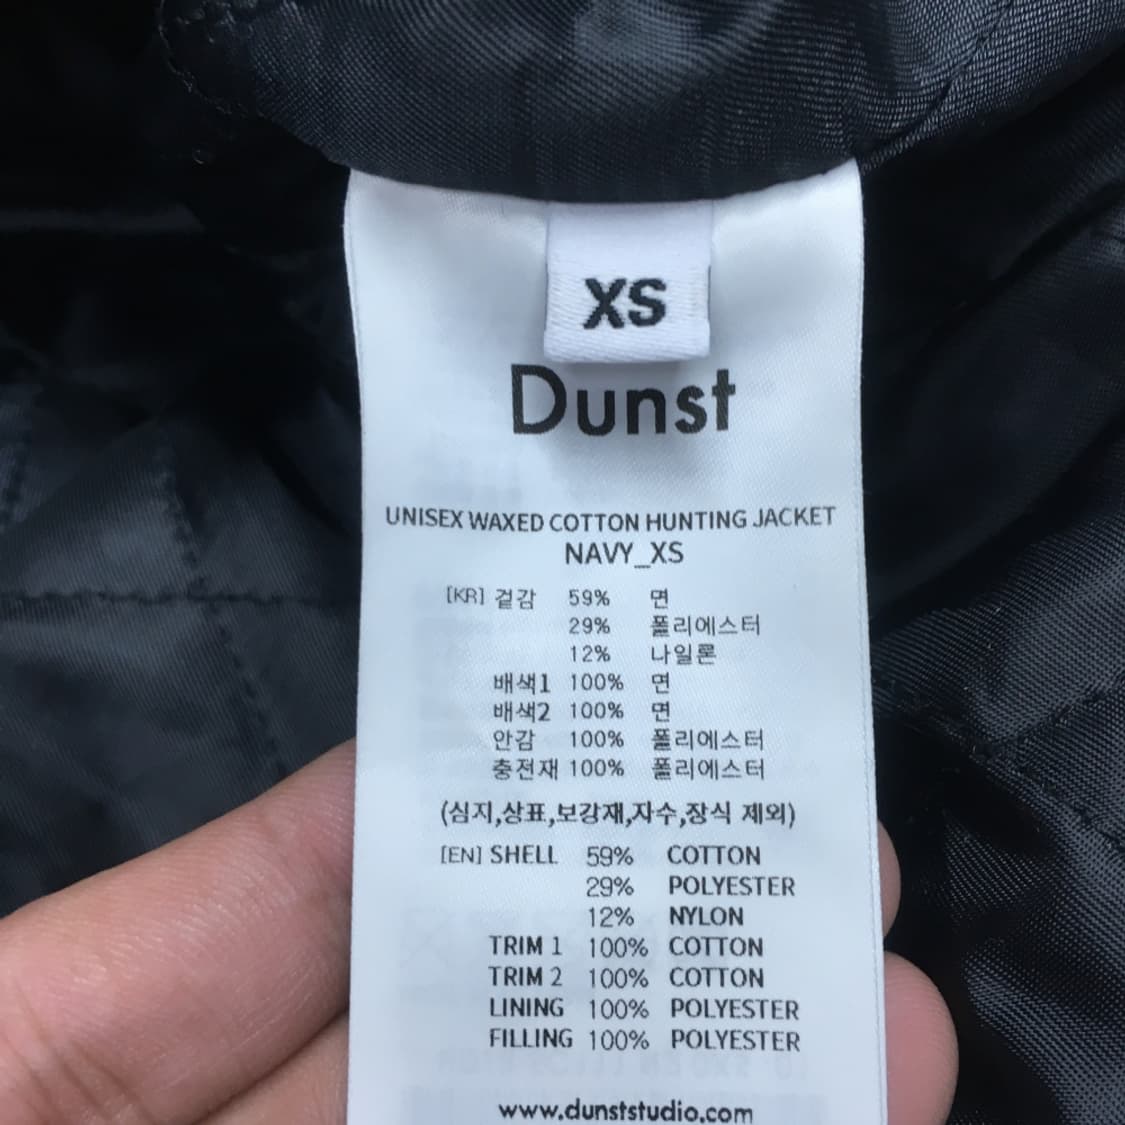 XS
Dunst
UNISEX WAXED COTTON HUNTING JACKET
NAVY_XS
[KR] 겉감 59% 면
29% 폴리에스터
12% 나일론
배색1 100% 면
배색2 100% 면
안감 100% 폴리에스터
충전재 100% 폴리에스터
(심지,상표,보강재,자수,장식 제외)
[EN] SHELL 59% COTTON
29% POLYESTER
12% NYLON
TRIM 1 100% COTTON
TRIM 2 100% COTTON
LINING 100% POLYESTER
FILLING 100% POLYESTER
www.dunststudio.com